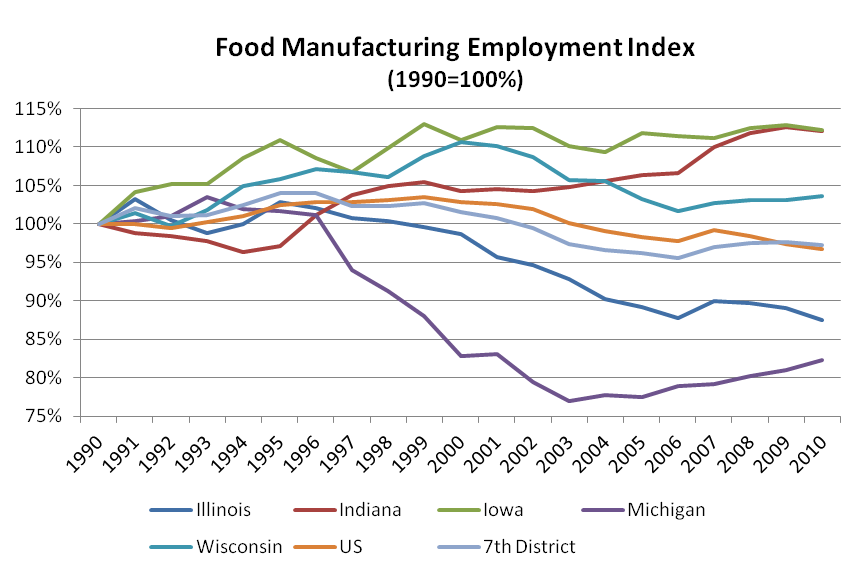 Food Manufacturing Employment Index
(1990=100%)
115%
110%
105%
100%
95%
90%
85%
80%
75%
1990 1991 1992 1993 1994 1995 1996 1997 1998 1999 2000 2001 2002 2003 2004 2005 2006 2007 2008 2009 2010
Illinois Indiana Iowa Michigan
Wisconsin US 7th District